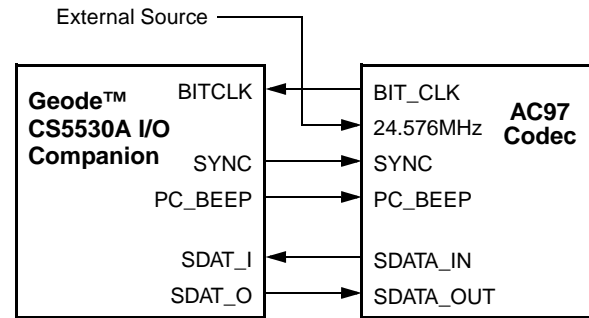 External Source
Geode™
CS5530A I/O
Companion
BITCLK
SYNC
PC_BEEP
SDAT_I
SDAT_O
BIT_CLK
24.576MHz
SYNC
PC_BEEP
SDATA_IN
SDATA_OUT
AC97
Codec